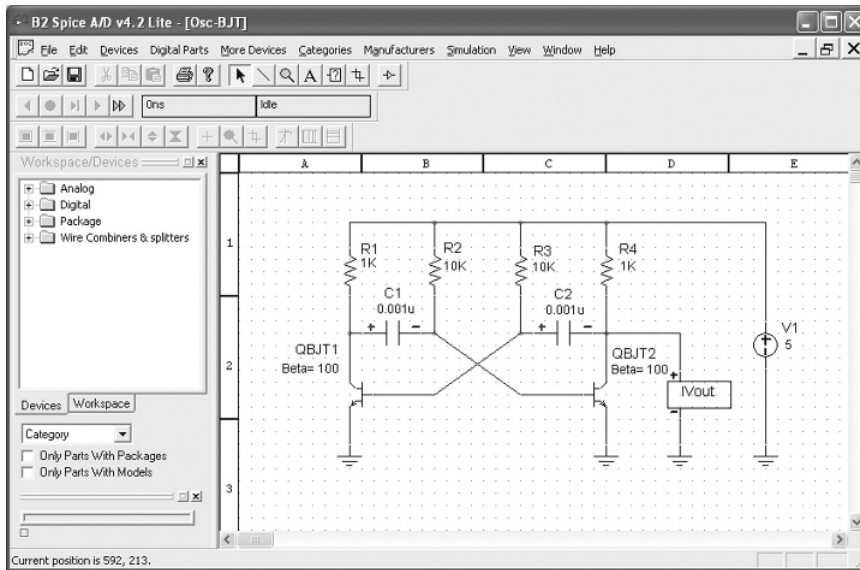 B2 Spice A/D v4.2 Lite - [Osc-BJT]
File Edit Devices Digital Parts More Devices Categories Manufacturers Simulation View Window Help
0ns Idle
Workspace/Devices
A B C D E
Analog
Digital
Package
Wire Combiners & splitters
1
R1 R2 R3 R4
1K 10K 10K 1K
C1 C2
0.001u 0.001u
+ - + -
V1
5
2
QBJT1 QBJT2
Beta= 100 Beta= 100
+
IVout
-
Devices Workspace
Category
Only Parts With Packages
Only Parts With Models
3
Current position is 592, 213.